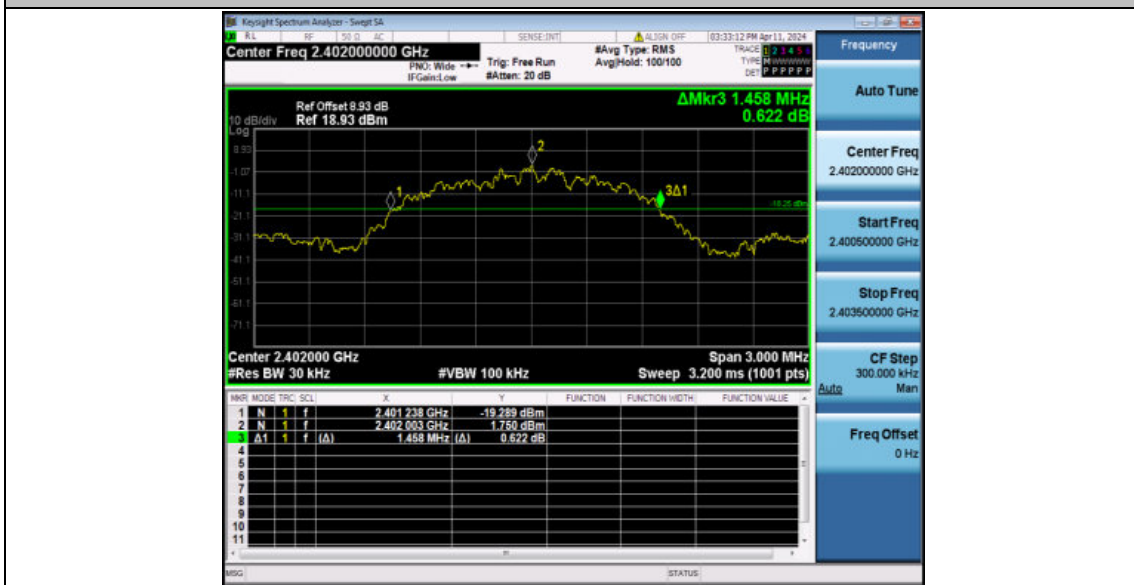 Keysight Spectrum Analyzer - Swept SA
RL RF 50 Ω AC SENSE:INT ALIGN OFF 03:33:12 PM Apr 11, 2024
Center Freq 2.402000000 GHz
#Avg Type: RMS
TRACE 1 2 3 4 5 6
PNO: Wide
Trig: Free Run
Avg|Hold: 100/100
TYPE M WWWWW
IFGain:Low
#Atten: 20 dB
DET P P P P P P
Frequency
Auto Tune
Center Freq
2.402000000 GHz
Start Freq
2.400500000 GHz
Stop Freq
2.403500000 GHz
CF Step
300.000 kHz
Auto Man
Freq Offset
0 Hz
ΔMkr3 1.458 MHz
0.622 dB
Ref Offset 8.93 dB
10 dB/div Ref 18.93 dBm
Log
8.93
-1.07
-11.1
-21.1
-31.1
-41.1
-51.1
-61.1
-71.1
1
2
3Δ1
-18.25 dBm
Center 2.402000 GHz Span 3.000 MHz
#Res BW 30 kHz #VBW 100 kHz Sweep 3.200 ms (1001 pts)
MKR MODE TRC SCL X Y FUNCTION FUNCTION WIDTH FUNCTION VALUE
1 N 1 f 2.401 238 GHz -19.289 dBm
2 N 1 f 2.402 003 GHz 1.750 dBm
3 Δ1 1 f (Δ) 1.458 MHz (Δ) 0.622 dB
4
5
6
7
8
9
10
11
MSG STATUS